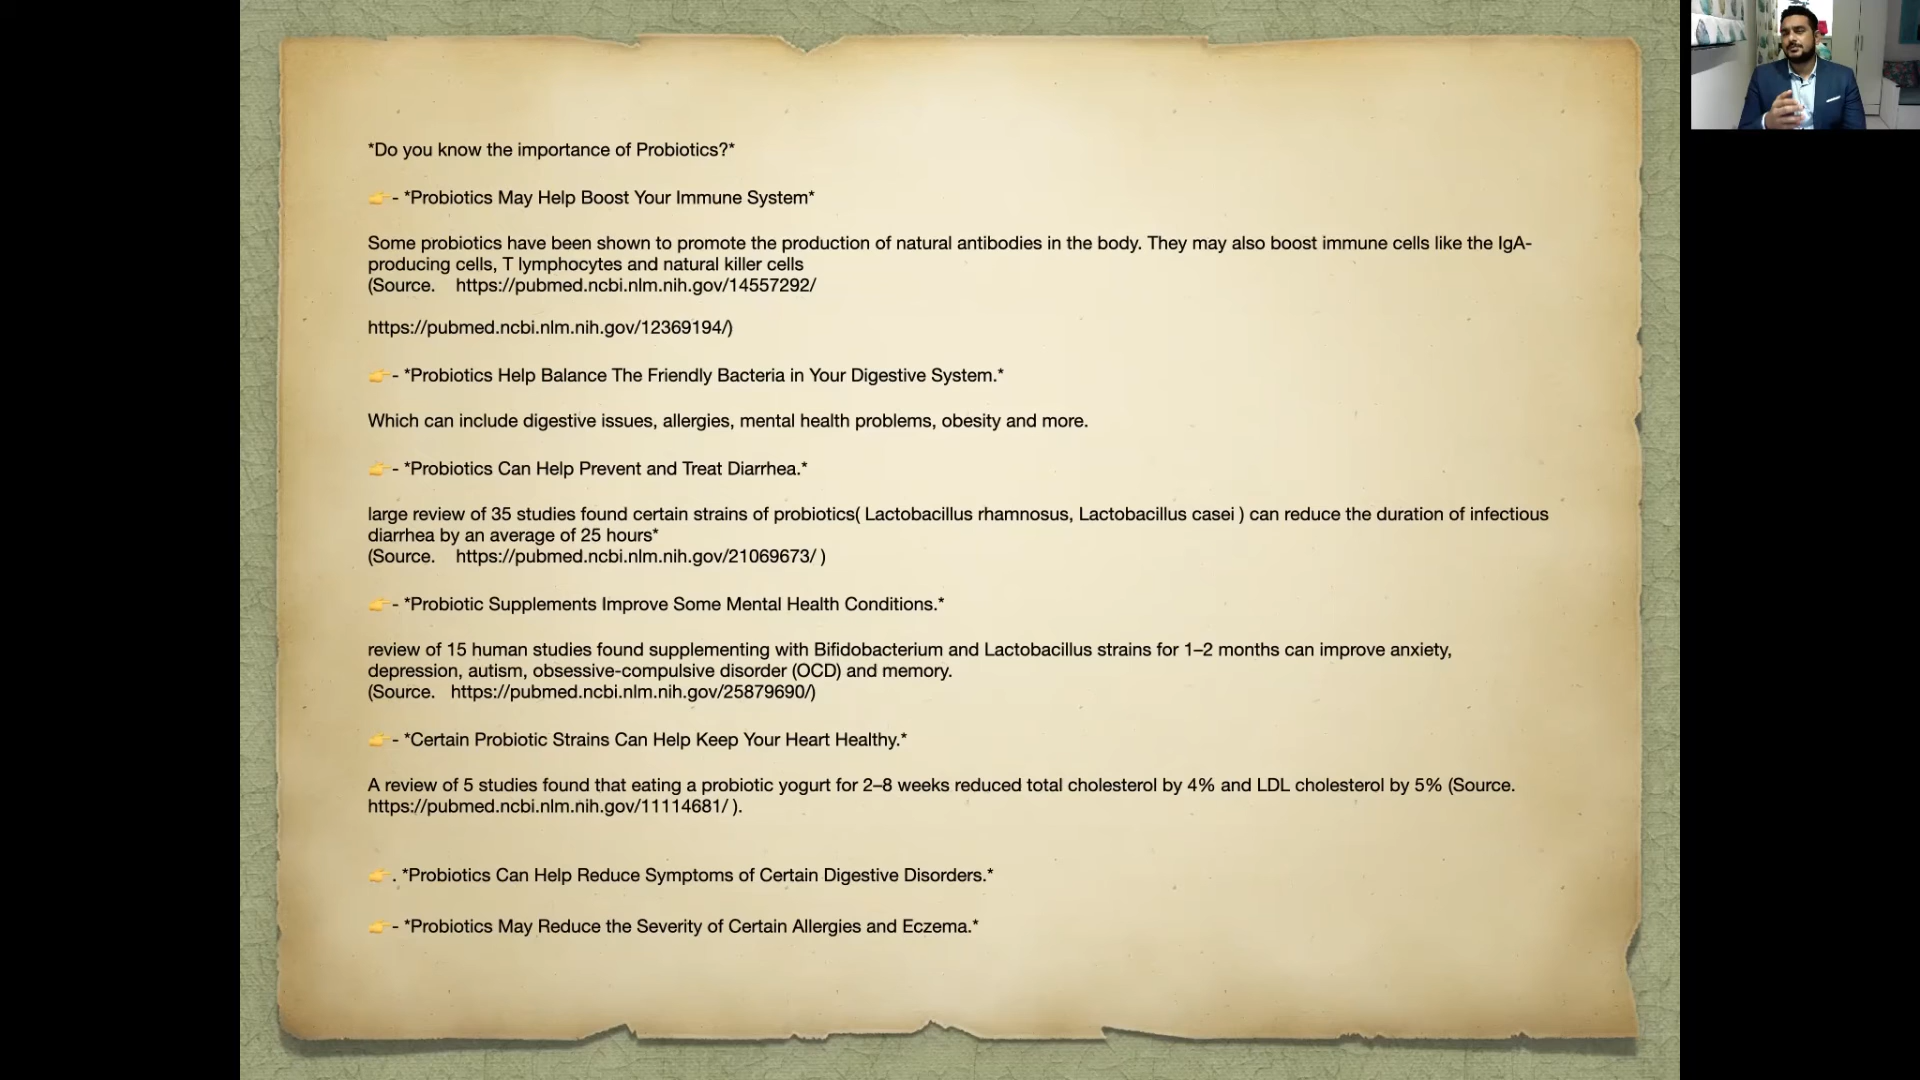 *Do you know the importance of Probiotics?*
👉- *Probiotics May Help Boost Your Immune System*
Some probiotics have been shown to promote the production of natural antibodies in the body. They may also boost immune cells like the IgA-
producing cells, T lymphocytes and natural killer cells
(Source. https://pubmed.ncbi.nlm.nih.gov/14557292/
https://pubmed.ncbi.nlm.nih.gov/12369194/)
👉- *Probiotics Help Balance The Friendly Bacteria in Your Digestive System.*
Which can include digestive issues, allergies, mental health problems, obesity and more.
👉- *Probiotics Can Help Prevent and Treat Diarrhea.*
large review of 35 studies found certain strains of probiotics( Lactobacillus rhamnosus, Lactobacillus casei ) can reduce the duration of infectious
diarrhea by an average of 25 hours*
(Source. https://pubmed.ncbi.nlm.nih.gov/21069673/ )
👉- *Probiotic Supplements Improve Some Mental Health Conditions.*
review of 15 human studies found supplementing with Bifidobacterium and Lactobacillus strains for 1–2 months can improve anxiety,
depression, autism, obsessive-compulsive disorder (OCD) and memory.
(Source. https://pubmed.ncbi.nlm.nih.gov/25879690/)
👉- *Certain Probiotic Strains Can Help Keep Your Heart Healthy.*
A review of 5 studies found that eating a probiotic yogurt for 2–8 weeks reduced total cholesterol by 4% and LDL cholesterol by 5% (Source.
https://pubmed.ncbi.nlm.nih.gov/11114681/ ).
👉. *Probiotics Can Help Reduce Symptoms of Certain Digestive Disorders.*
👉- *Probiotics May Reduce the Severity of Certain Allergies and Eczema.*